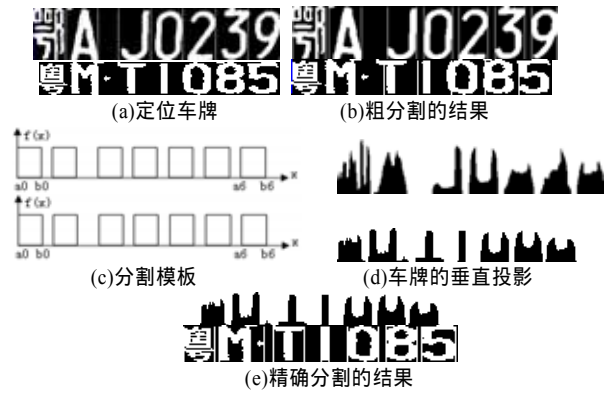 鄂A J0239 鄂A J0239
粤M·T1085 粤M·T1085
(a)定位车牌 (b)粗分割的结果
f(x)
a0 b0 a6 b6 x
f(x)
a0 b0 a6 b6 x
(c)分割模板 (d)车牌的垂直投影
粤M·T1085
(e)精确分割的结果